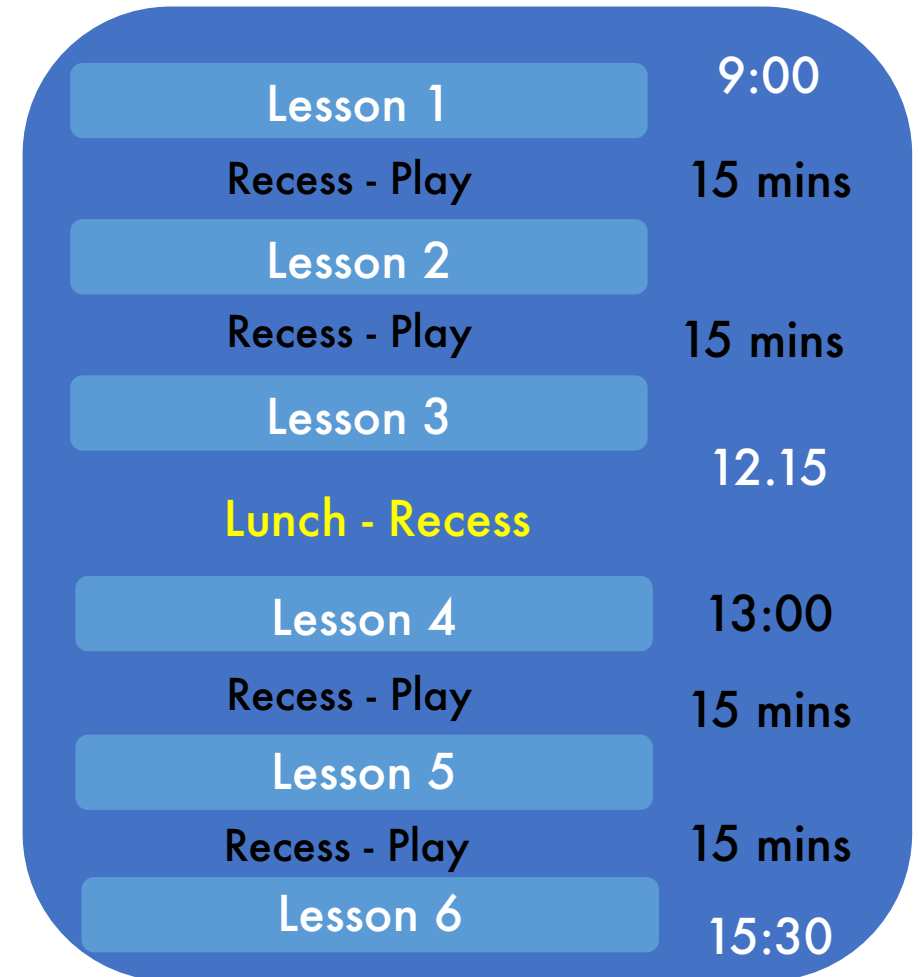 Lesson 1 9:00
Recess - Play 15 mins
Lesson 2
Recess - Play 15 mins
Lesson 3
12.15
Lunch - Recess
Lesson 4 13:00
Recess - Play 15 mins
Lesson 5
Recess - Play 15 mins
Lesson 6 15:30